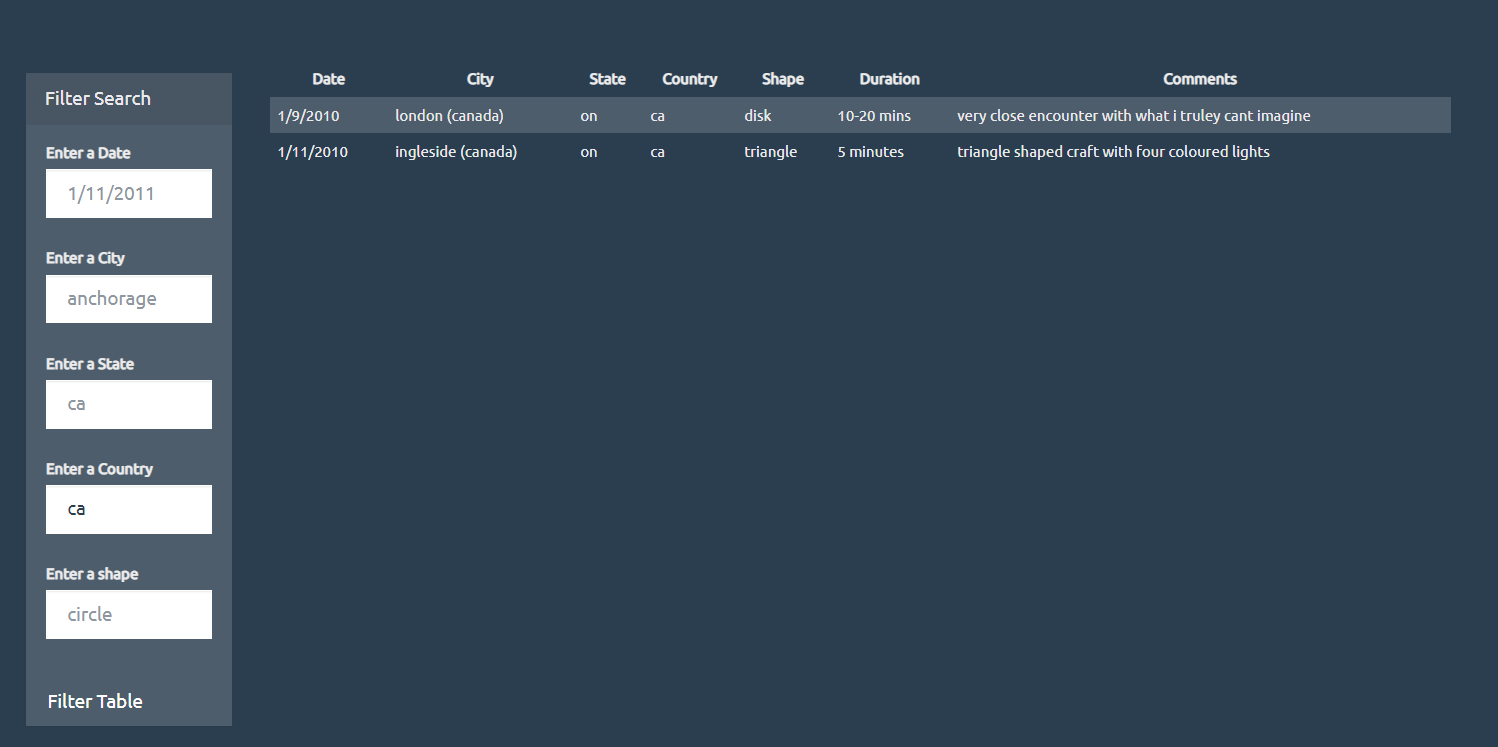 Filter Search
Enter a Date
1/11/2011
Enter a City
anchorage
Enter a State
ca
Enter a Country
ca
Enter a shape
circle
Filter Table
Date City State Country Shape Duration Comments
1/9/2010 london (canada) on ca disk 10-20 mins very close encounter with what i truley cant imagine
1/11/2010 ingleside (canada) on ca triangle 5 minutes triangle shaped craft with four coloured lights